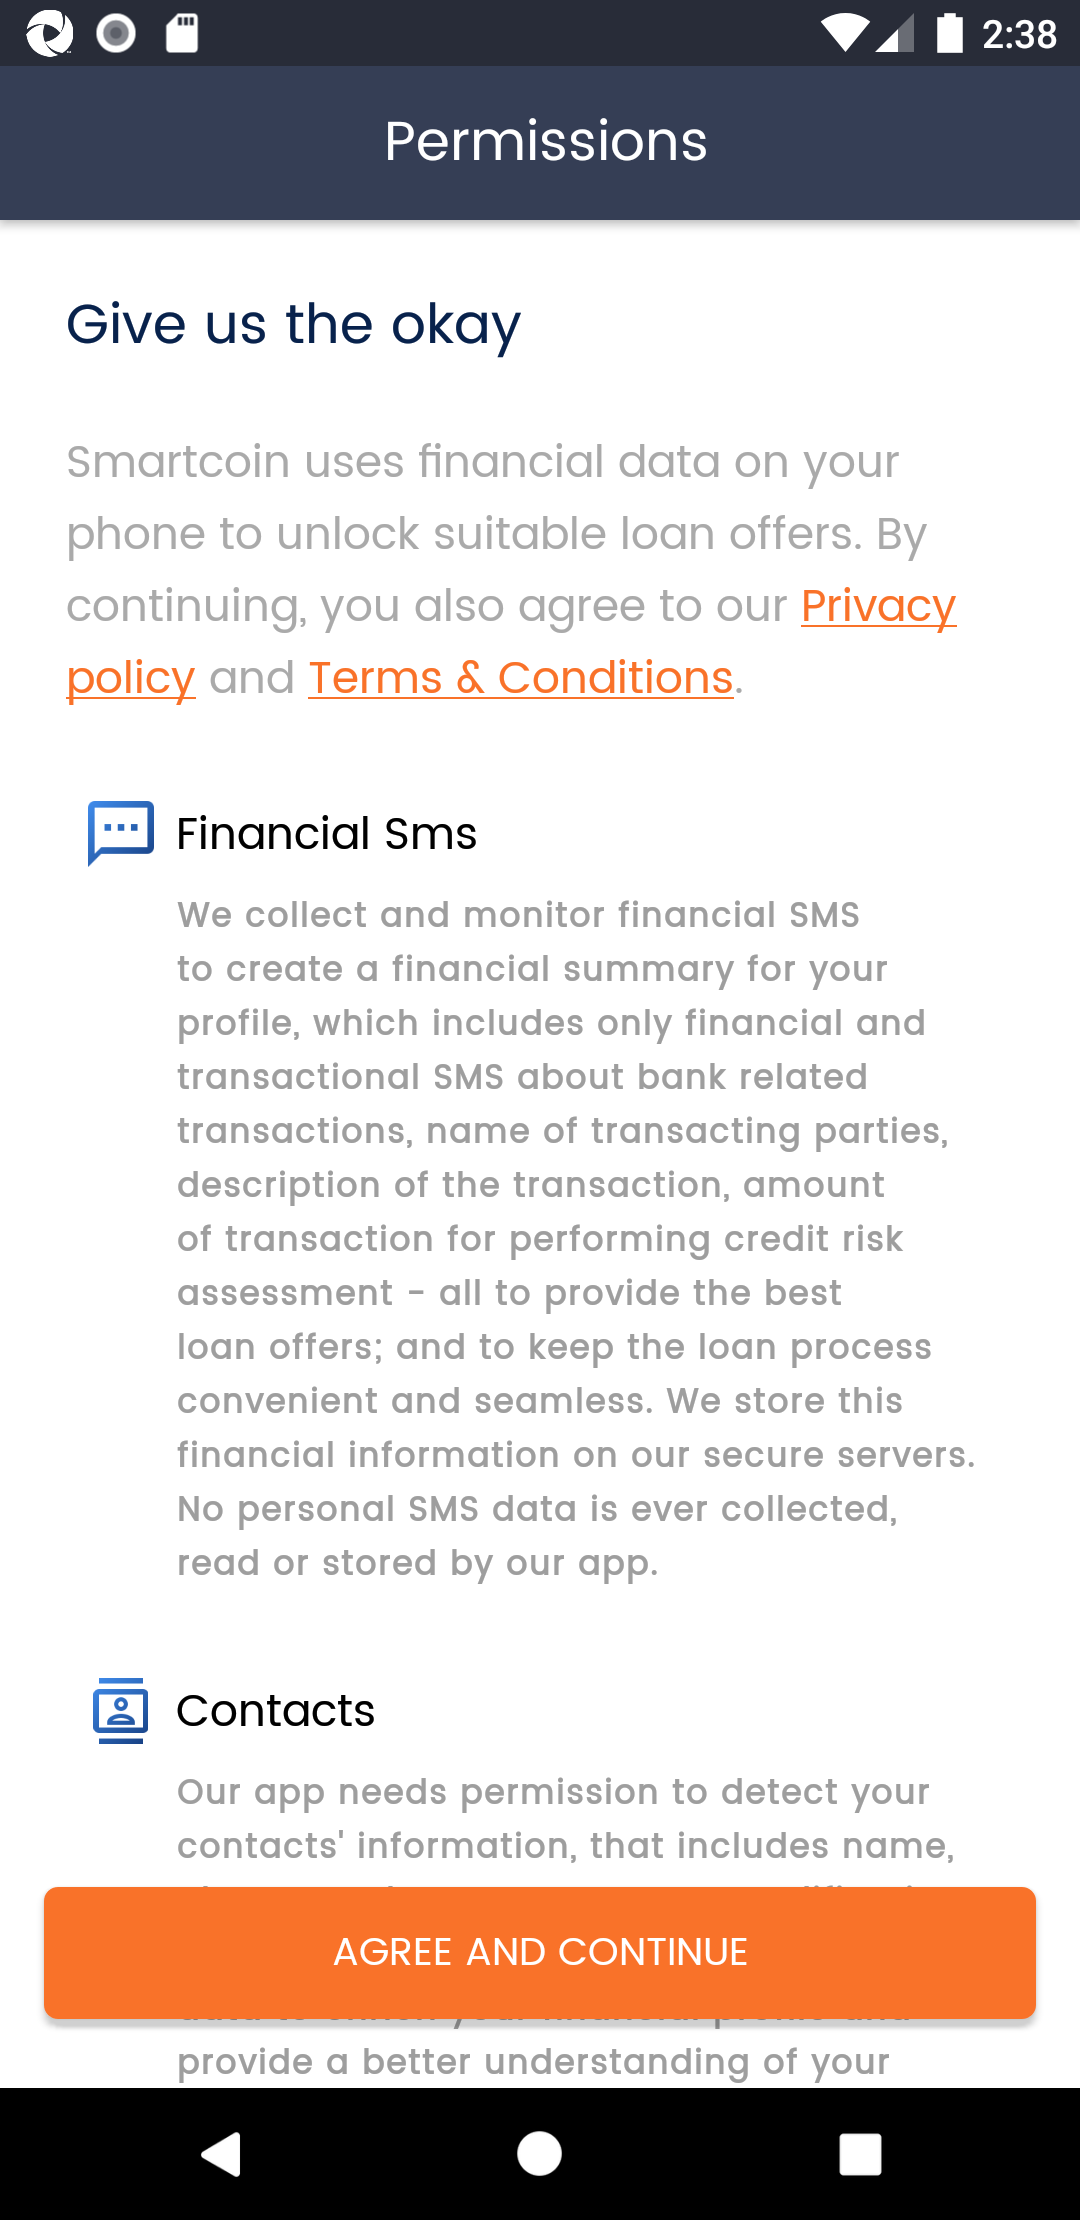 2:38
Permissions
Give us the okay
Smartcoin uses financial data on your
phone to unlock suitable loan offers. By
continuing, you also agree to our Privacy
policy and Terms & Conditions.
Financial Sms
We collect and monitor financial SMS
to create a financial summary for your
profile, which includes only financial and
transactional SMS about bank related
transactions, name of transacting parties,
description of the transaction, amount
of transaction for performing credit risk
assessment - all to provide the best
loan offers; and to keep the loan process
convenient and seamless. We store this
financial information on our secure servers.
No personal SMS data is ever collected,
read or stored by our app.
Contacts
Our app needs permission to detect your
contacts' information, that includes name,
AGREE AND CONTINUE
provide a better understanding of your